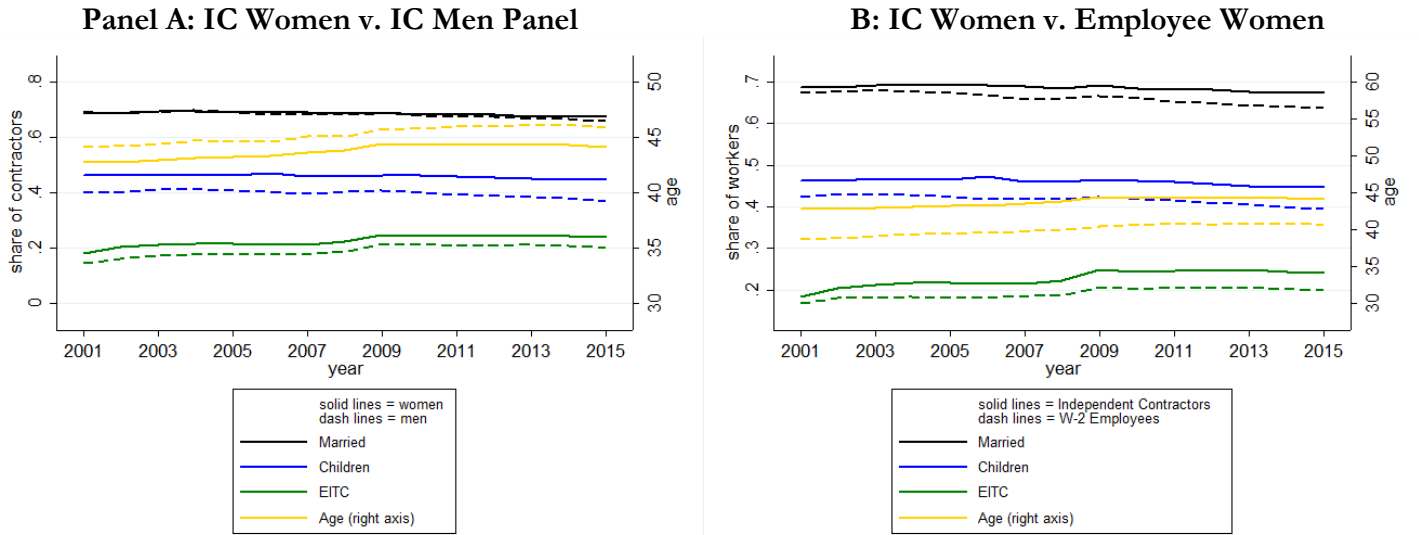 Panel A: IC Women v. IC Men Panel
share of contractors
0 .2 .4 .6 .8
30 35 40 45 50
age
2001 2003 2005 2007 2009 2011 2013 2015
year
solid lines = women
dash lines = men
Married
Children
EITC
Age (right axis)
B: IC Women v. Employee Women
share of workers
.2 .3 .4 .5 .6 .7
30 35 40 45 50 55 60
age
2001 2003 2005 2007 2009 2011 2013 2015
year
solid lines = Independent Contractors
dash lines = W-2 Employees
Married
Children
EITC
Age (right axis)